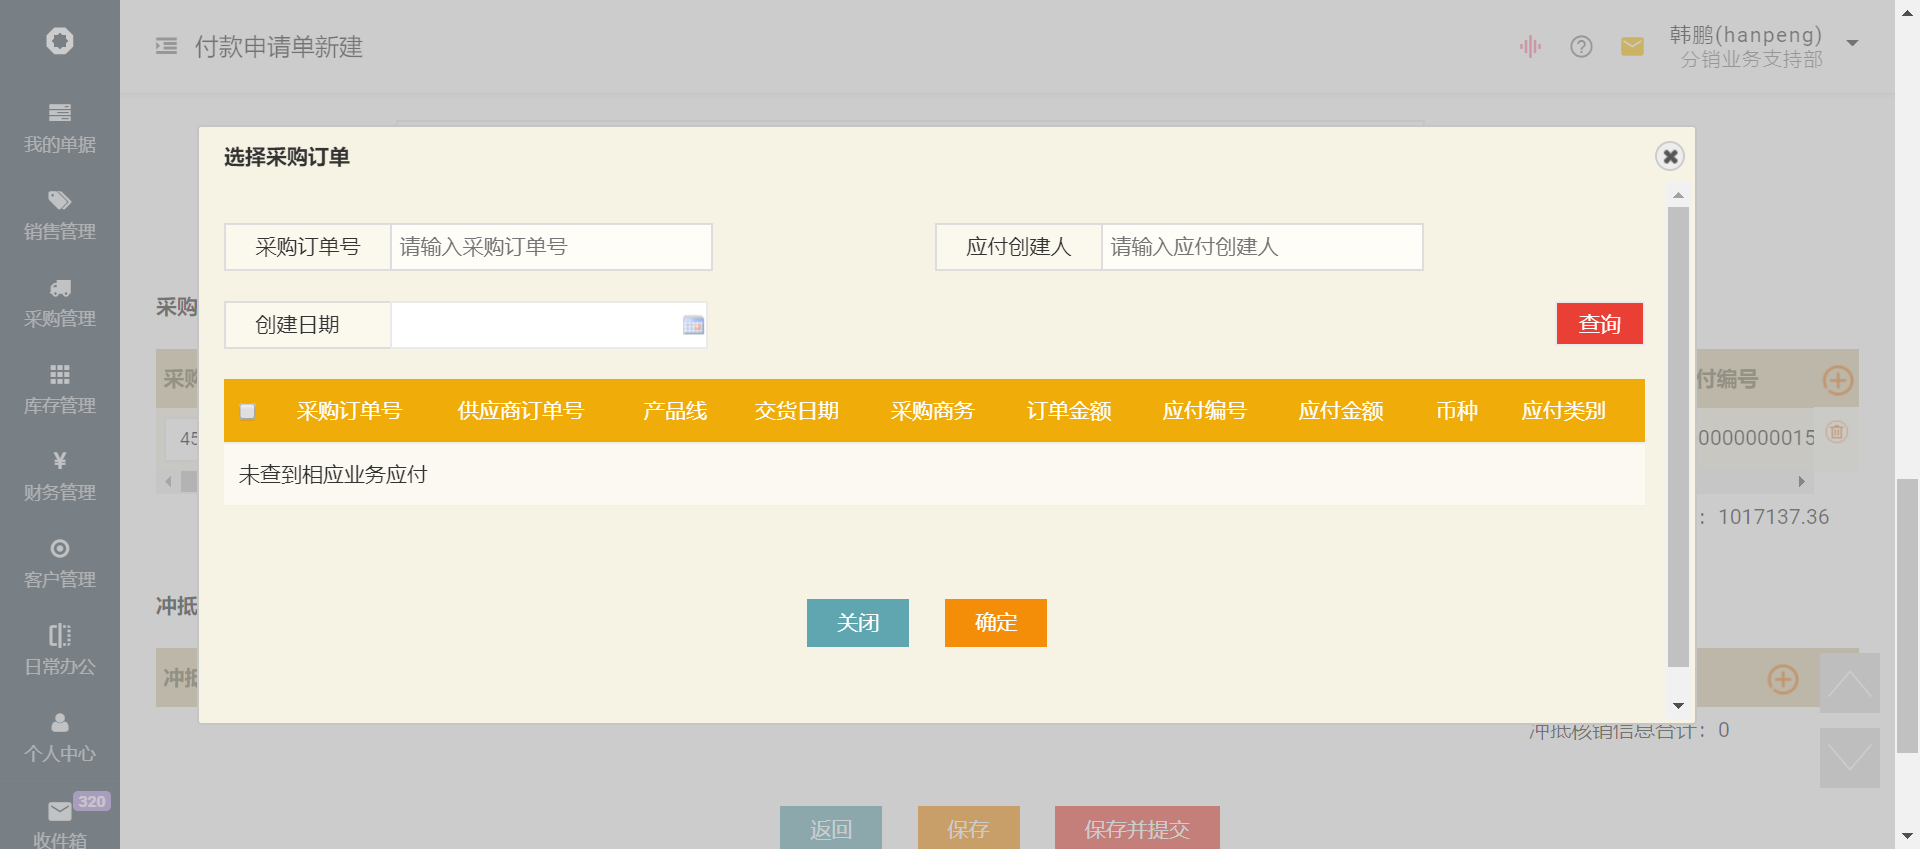 付款申请单新建
韩鹏(hanpeng)
分销业务支持部
我的单据
销售管理
采购管理
库存管理
¥
财务管理
客户管理
日常办公
个人中心
320
收件箱
选择采购订单
采购订单号 请输入采购订单号 应付创建人 请输入应付创建人
创建日期 查询
采购订单号 供应商订单号 产品线 交货日期 采购商务 订单金额 应付编号 应付金额 币种 应付类别
未查到相应业务应付
关闭 确定
采购
采购 付编号
45 0000000015
: 1017137.36
冲抵
冲抵
冲抵核销信息合计：0
返回 保存 保存并提交